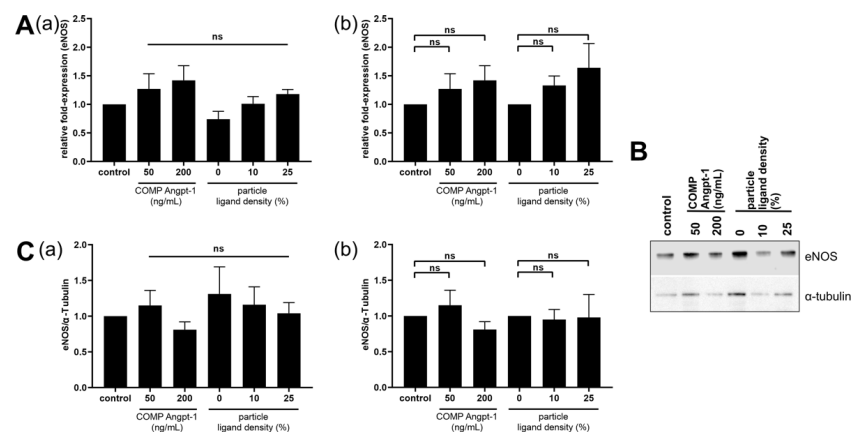 A (a)
relative fold-expression (eNOS)
2.5
2.0
1.5
1.0
0.5
0.0
ns
control
50
200
0
10
25
COMP Angpt-1
(ng/mL)
particle
ligand density (%)
(b)
relative fold-expression (eNOS)
2.5
2.0
1.5
1.0
0.5
0.0
ns
ns
ns
ns
control
50
200
0
10
25
COMP Angpt-1
(ng/mL)
particle
ligand density (%)
B
control
COMP
Angpt-1
(ng/mL)
50
200
particle
ligand density
(%)
0
10
25
eNOS
α-tubulin
C (a)
eNOS/α-Tubulin
2.0
1.5
1.0
0.5
0.0
ns
control
50
200
0
10
25
COMP Angpt-1
(ng/mL)
particle
ligand density (%)
(b)
eNOS/α-Tubulin
2.0
1.5
1.0
0.5
0.0
ns
ns
ns
ns
control
50
200
0
10
25
COMP Angpt-1
(ng/mL)
particle
ligand density (%)